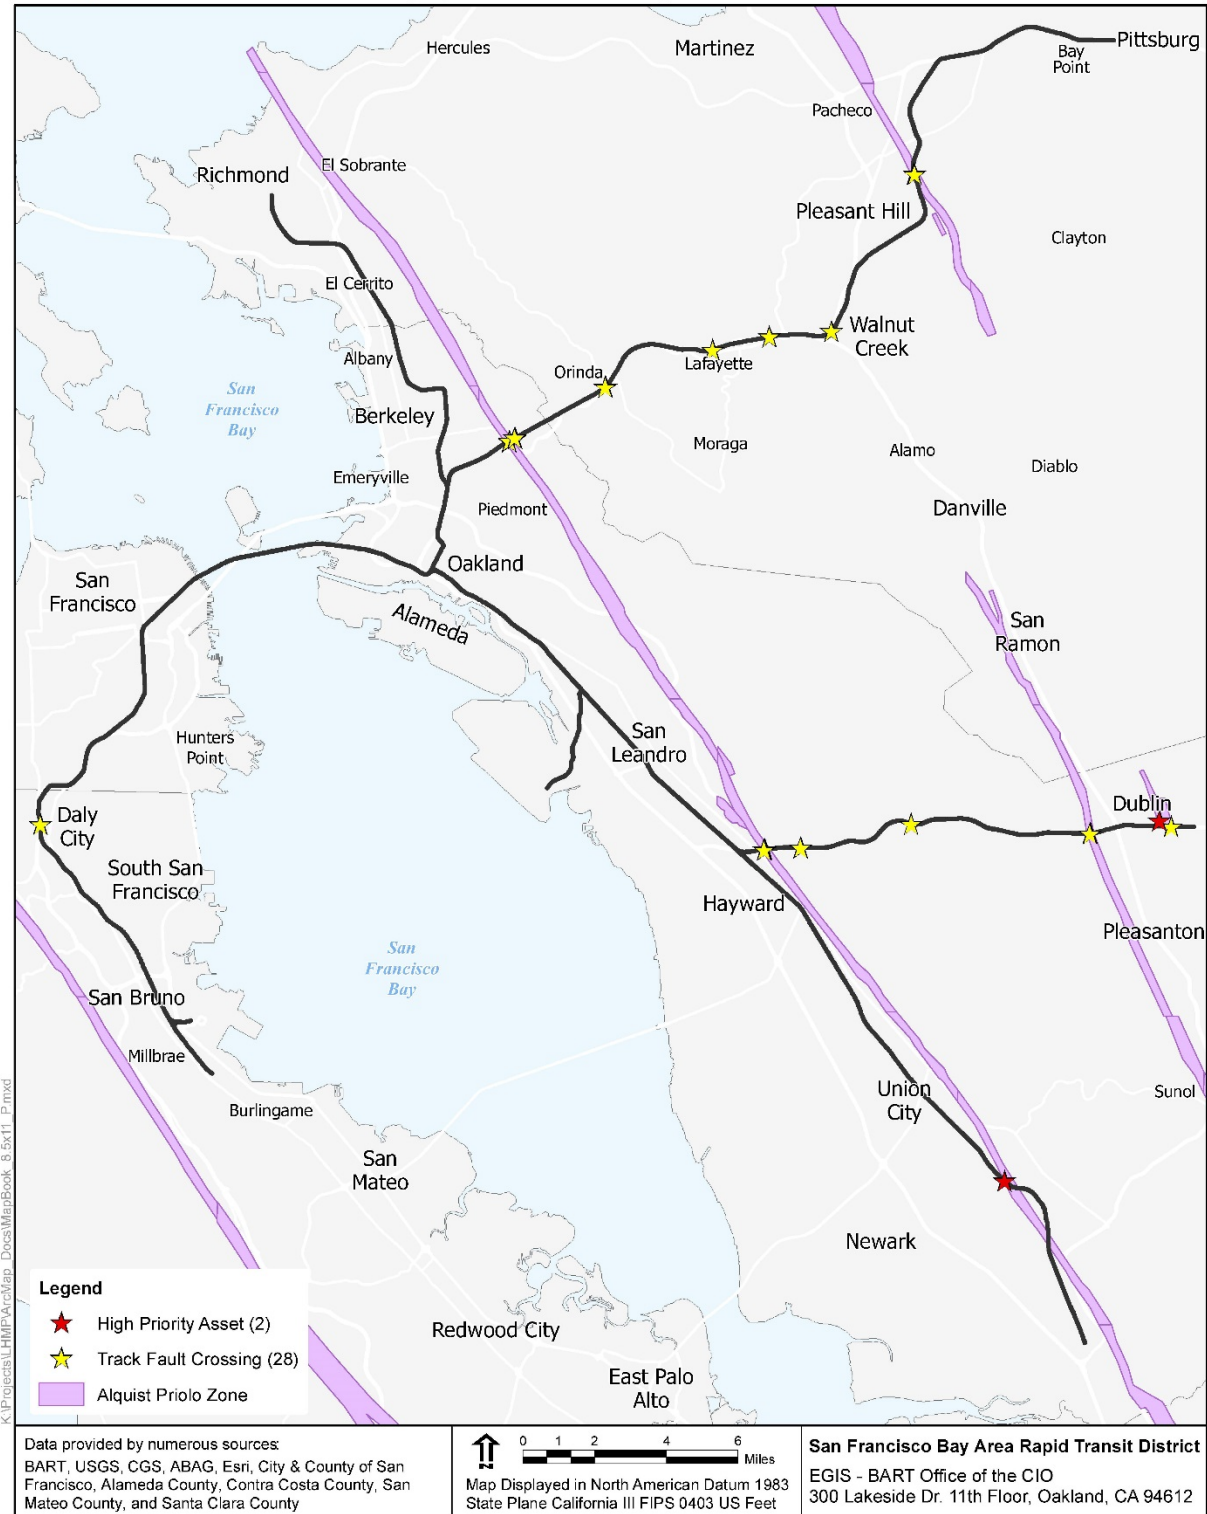 Hercules
Martinez
Pittsburg
Bay
Point
Pacheco
El Sobrante
Richmond
Pleasant Hill
Clayton
El Cerrito
Walnut
Creek
Albany
Orinda
Lafayette
San
Francisco
Bay
Berkeley
Moraga
Alamo
Diablo
Emeryville
Piedmont
Danville
Oakland
San
Francisco
Alameda
San
Ramon
Hunters
Point
San
Leandro
Daly
City
Dublin
South San
Francisco
Hayward
Pleasanton
San
Francisco
Bay
San Bruno
Millbrae
Burlingame
Union
City
Sunol
San
Mateo
Newark
Redwood City
East Palo
Alto
K:\Projects\LHMP\ArcMap_Docs\MapBook_8.5x11_P.mxd
Legend
High Priority Asset (2)
Track Fault Crossing (28)
Alquist Priolo Zone
Data provided by numerous sources:
BART, USGS, CGS, ABAG, Esri, City & County of San
Francisco, Alameda County, Contra Costa County, San
Mateo County, and Santa Clara County
0 1 2 4 6
Miles
Map Displayed in North American Datum 1983
State Plane California III FIPS 0403 US Feet
San Francisco Bay Area Rapid Transit District
EGIS - BART Office of the CIO
300 Lakeside Dr. 11th Floor, Oakland, CA 94612